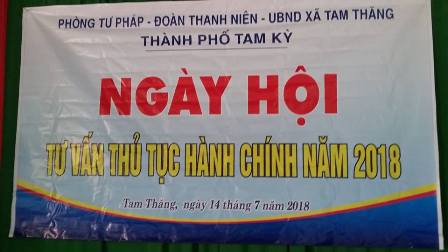 PHÒNG TƯ PHÁP - ĐOÀN THANH NIÊN - UBND XÃ TAM THĂNG
THÀNH PHỐ TAM KỲ
NGÀY HỘI
TƯ VẤN THỦ TỤC HÀNH CHÍNH NĂM 2018
Tam Thăng, ngày 14 tháng 7 năm 2018